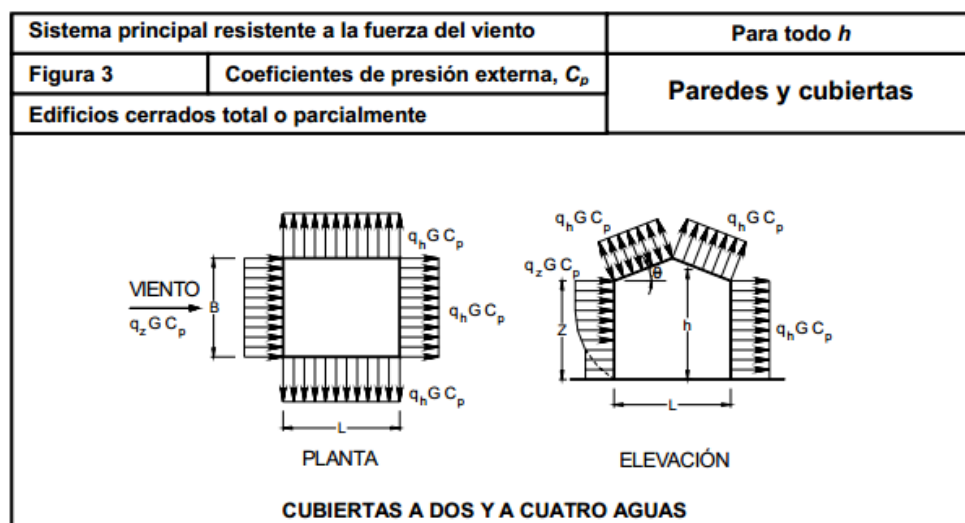 Sistema principal resistente a la fuerza del viento
Para todo h
Figura 3
Coeficientes de presión externa, Cp
Paredes y cubiertas
Edificios cerrados total o parcialmente
qhGCp
VIENTO
qzGCp
B
qhGCp
qhGCp
L
PLANTA
qhGCp
qhGCp
qzGCp
θ
Z
h
qhGCp
L
ELEVACIÓN
CUBIERTAS A DOS Y A CUATRO AGUAS